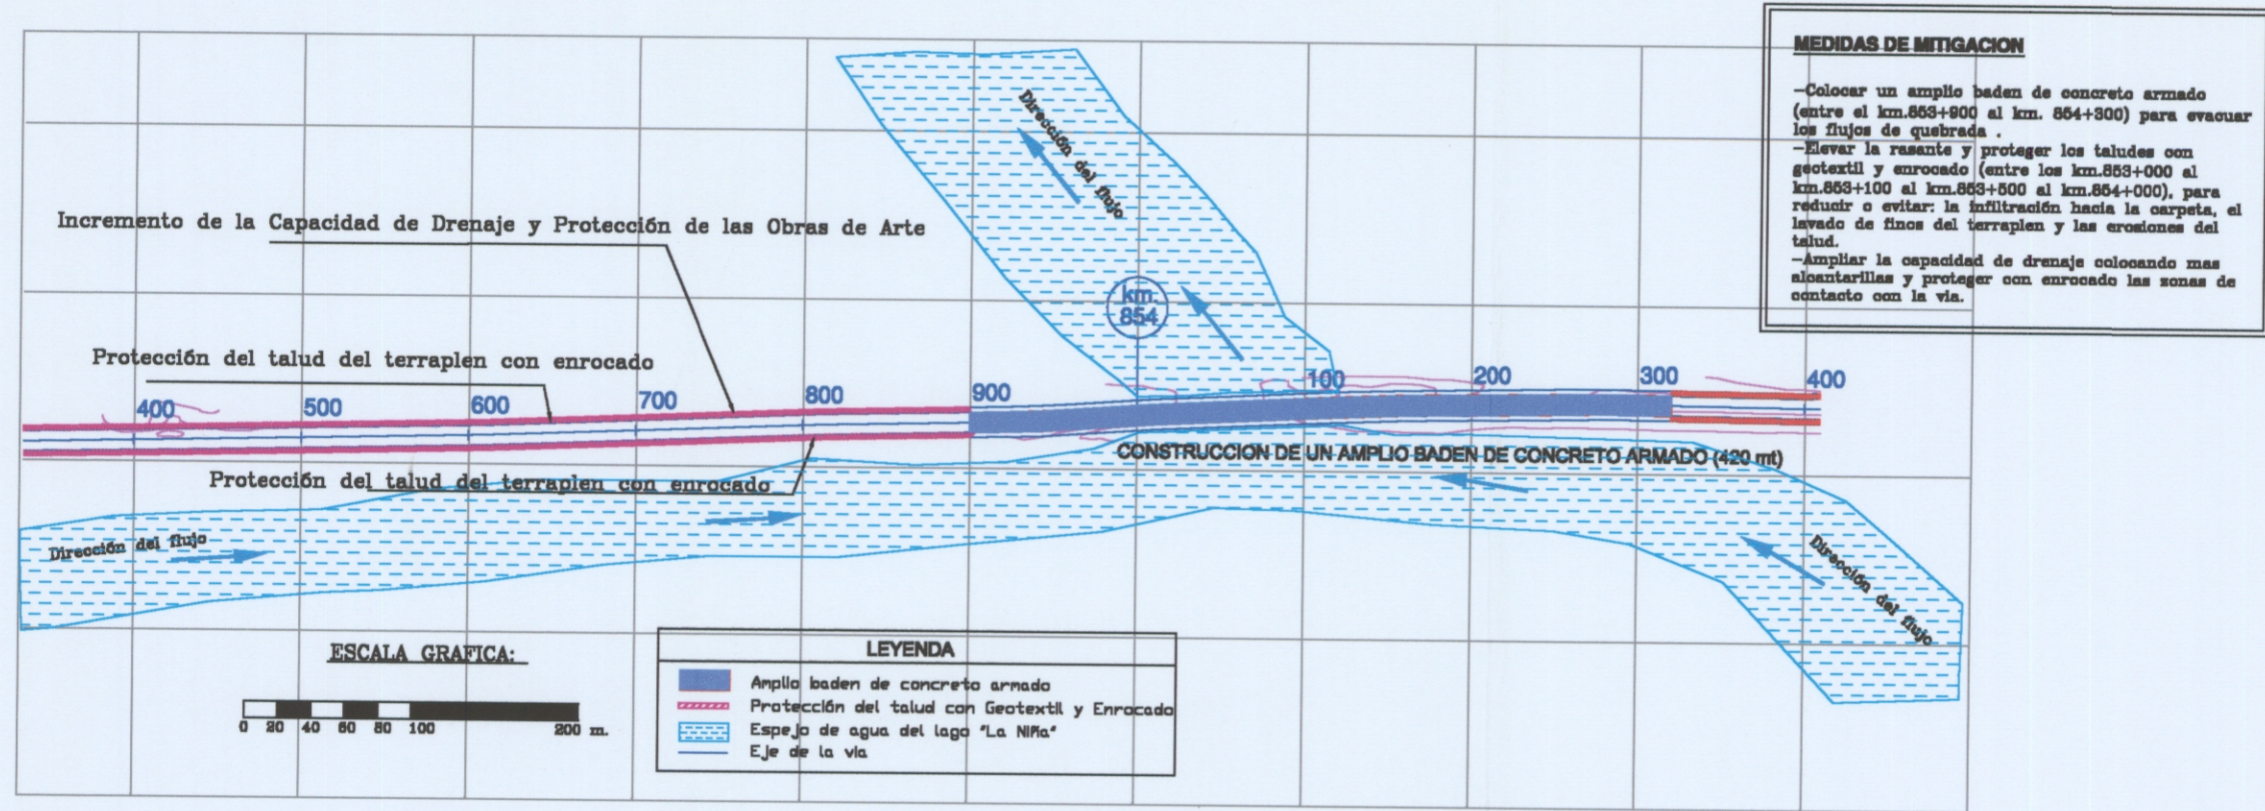 MEDIDAS DE MITIGACION
-Colocar un amplio baden de concreto armado
(entre el km.853+900 al km. 854+300) para evacuar
los flujos de quebrada .
-Elevar la rasante y proteger los taludes con
geotextil y enrocado (entre los km.853+000 al
km.853+100 al km.853+500 al km.854+000), para
reducir o evitar: la infiltración hacia la carpeta, el
lavado de finos del terraplen y las erosiones del
talud.
-Ampliar la capacidad de drenaje colocando mas
alcantarillas y proteger con enrocado las zonas de
contacto con la via.
Dirección del flujo
Incremento de la Capacidad de Drenaje y Protección de las Obras de Arte
km.
854
Protección del talud del terraplen con enrocado
400 500 600 700 800 900 100 200 300 400
CONSTRUCCION DE UN AMPLIO BADEN DE CONCRETO ARMADO (420 mt)
Protección del talud del terraplen con enrocado
Dirección del flujo
Dirección del flujo
ESCALA GRAFICA:
0 20 40 60 80 100 200 m.
LEYENDA
Amplio baden de concreto armado
Protección del talud con Geotextil y Enrocado
Espejo de agua del lago "La Niña"
Eje de la via